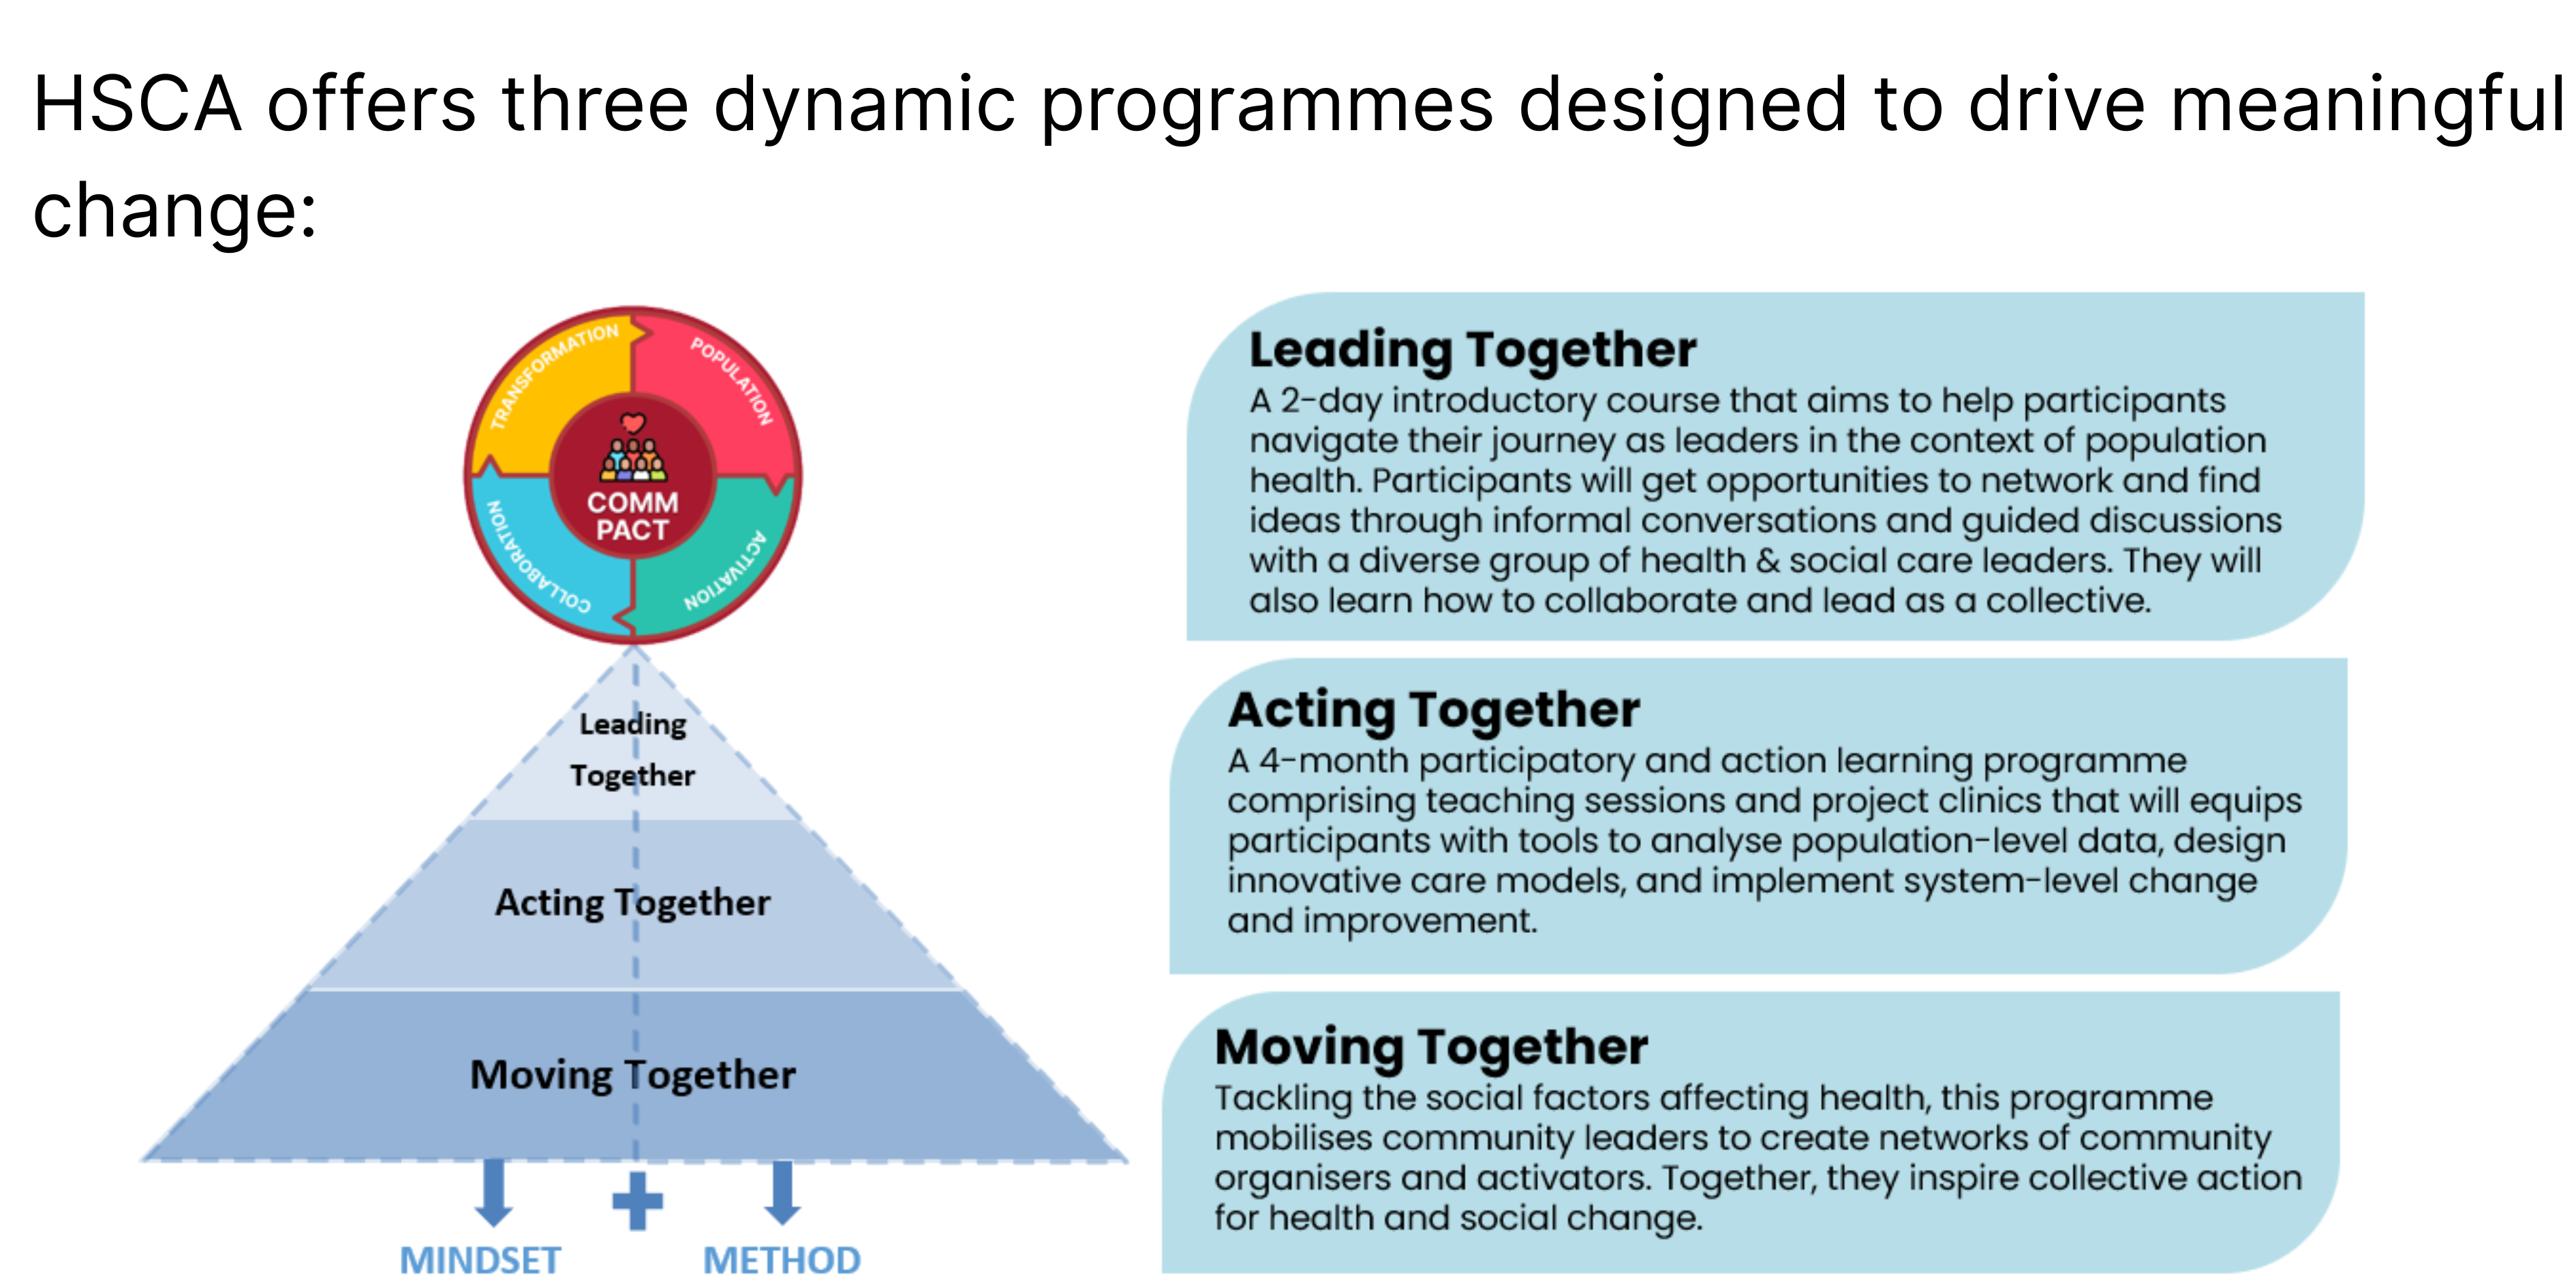 HSCA offers three dynamic programmes designed to drive meaningful
change:
TRANSFORMATION
POPULATION
COMM
PACT
COLLABORATION
ACTIVATION
Leading
Together
Acting Together
Moving Together
MINDSET
METHOD
Leading Together
A 2-day introductory course that aims to help participants
navigate their journey as leaders in the context of population
health. Participants will get opportunities to network and find
ideas through informal conversations and guided discussions
with a diverse group of health & social care leaders. They will
also learn how to collaborate and lead as a collective.
Acting Together
A 4-month participatory and action learning programme
comprising teaching sessions and project clinics that will equips
participants with tools to analyse population-level data, design
innovative care models, and implement system-level change
and improvement.
Moving Together
Tackling the social factors affecting health, this programme
mobilises community leaders to create networks of community
organisers and activators. Together, they inspire collective action
for health and social change.